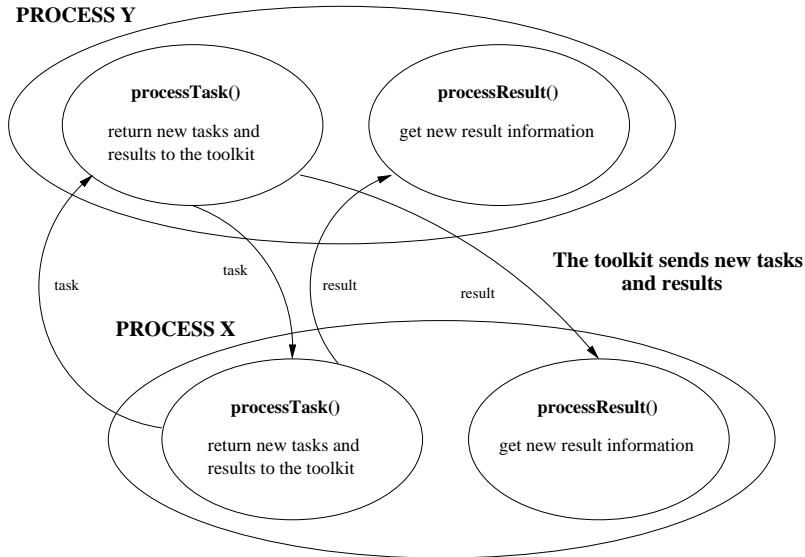 PROCESS Y
processTask()
return new tasks and
results to the toolkit
processResult()
get new result information
task
task
result
result
The toolkit sends new tasks
and results
PROCESS X
processTask()
return new tasks and
results to the toolkit
processResult()
get new result information